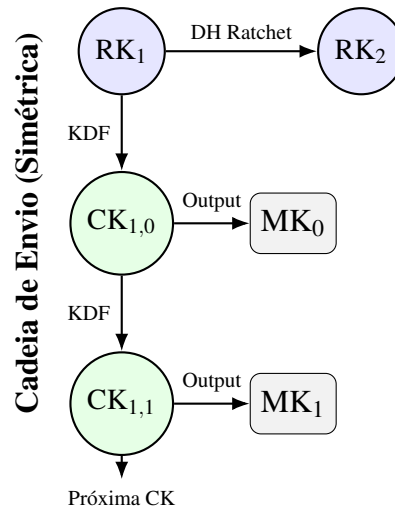 RK₁
DH Ratchet
RK₂
KDF
Cadeia de Envio (Simétrica)
CK₁,₀
Output
MK₀
KDF
CK₁,₁
Output
MK₁
Próxima CK